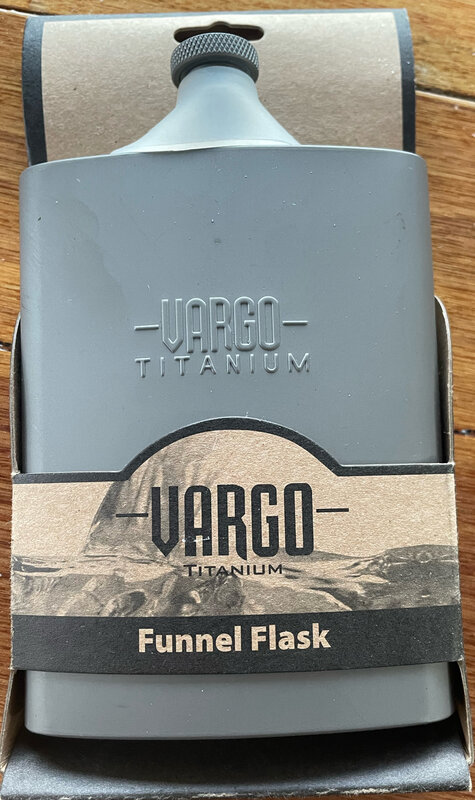 VARGO
TITANIUM
VARGO
TITANIUM
Funnel Flask